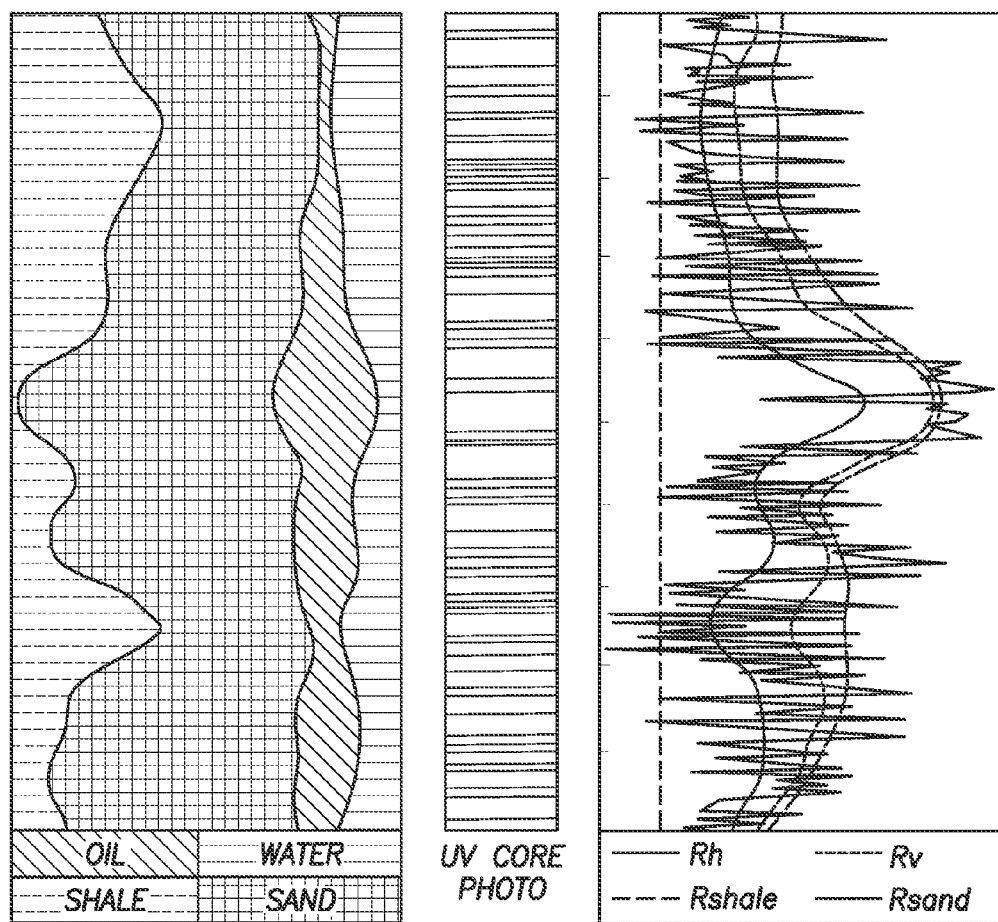 OIL WATER
SHALE SAND
UV CORE
PHOTO
Rh Rv
Rshale Rsand